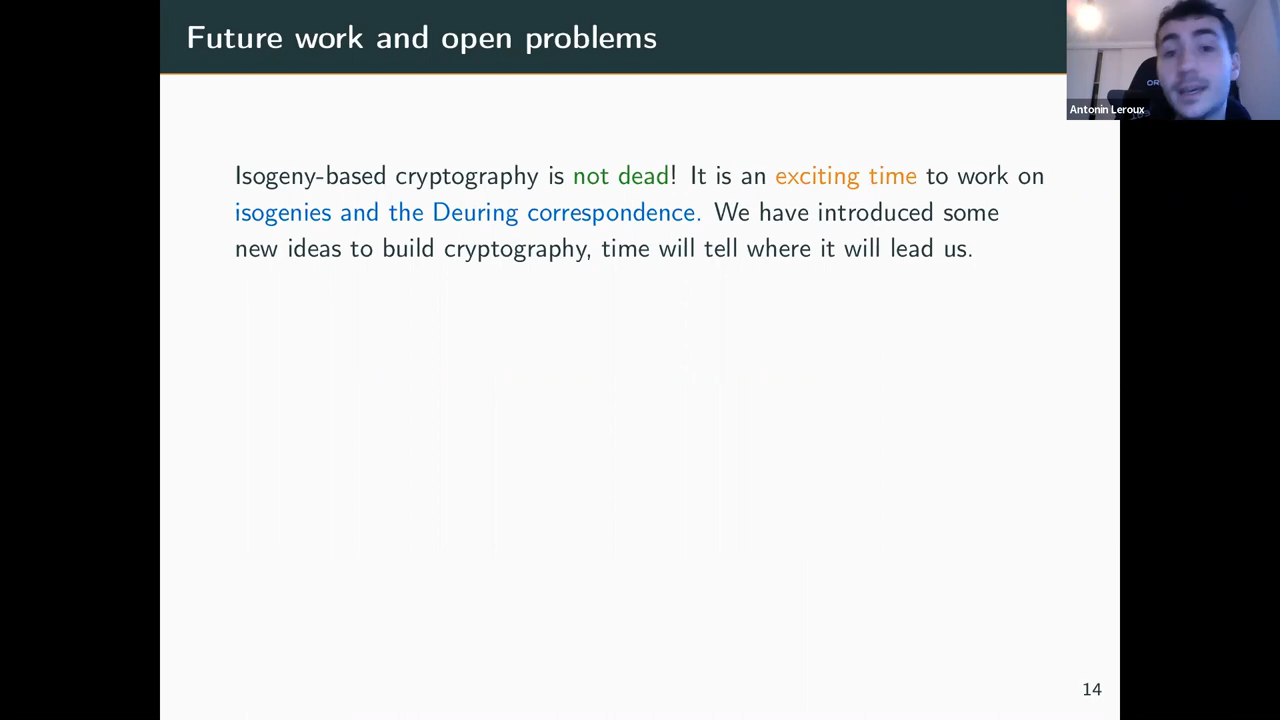 Future work and open problems
OR
Antonin Leroux
Isogeny-based cryptography is not dead! It is an exciting time to work on
isogenies and the Deuring correspondence. We have introduced some
new ideas to build cryptography, time will tell where it will lead us.
14